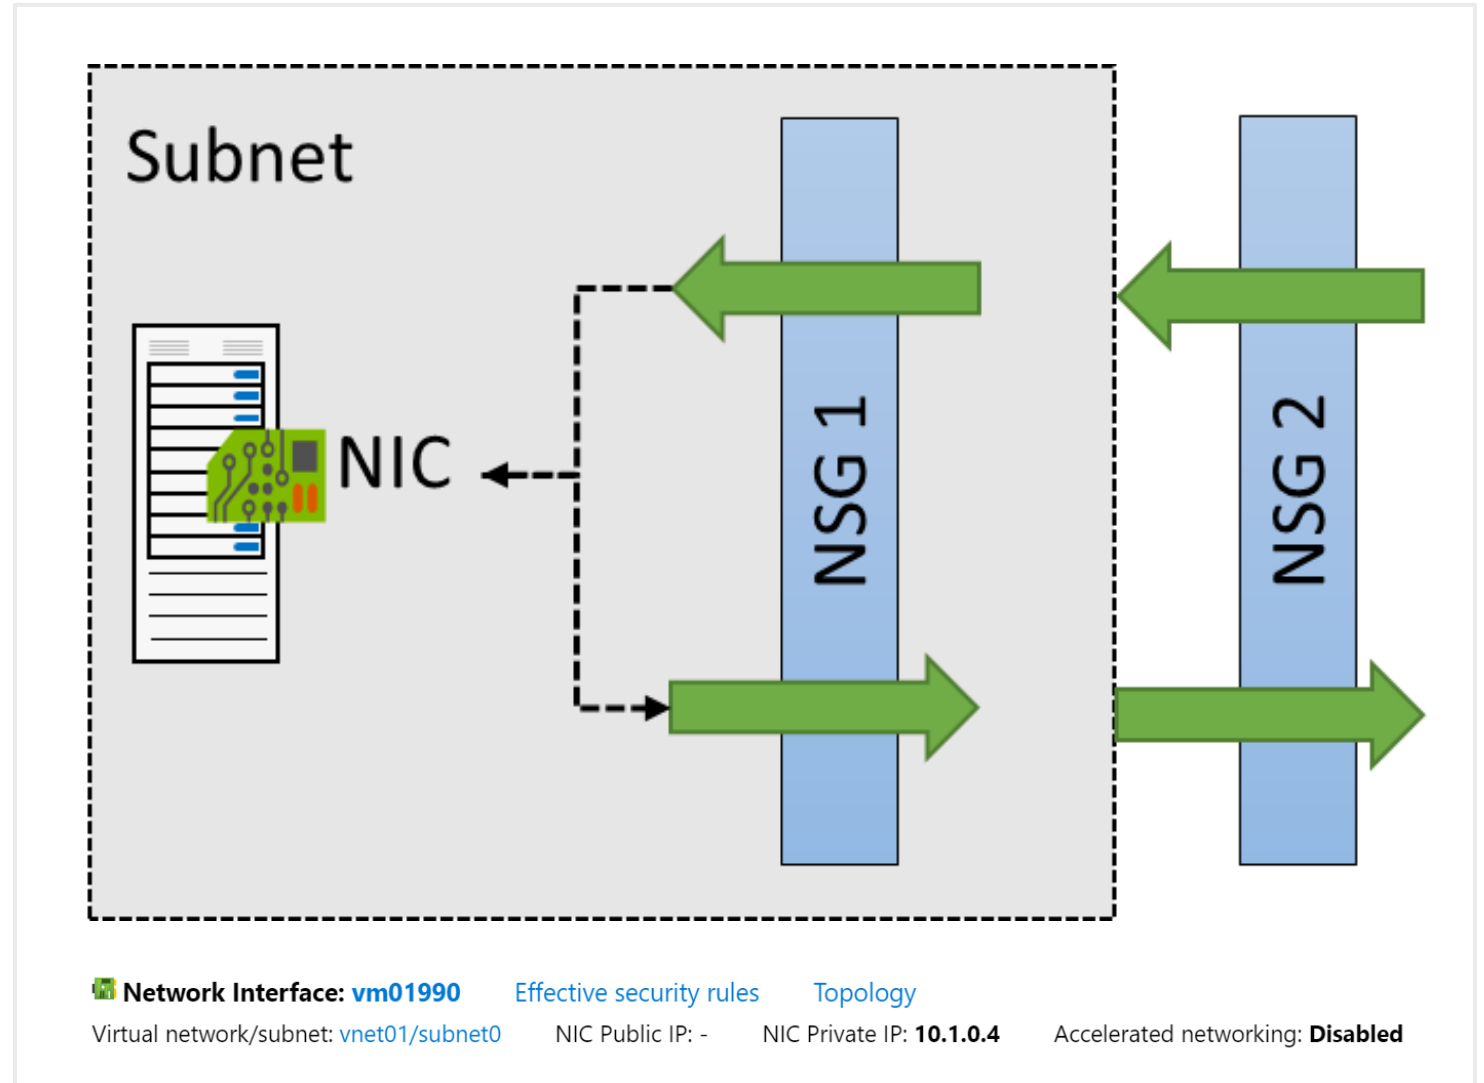 Subnet
NIC
NSG 1
NSG 2
Network Interface: vm01990 Effective security rules Topology
Virtual network/subnet: vnet01/subnet0 NIC Public IP: - NIC Private IP: 10.1.0.4 Accelerated networking: Disabled